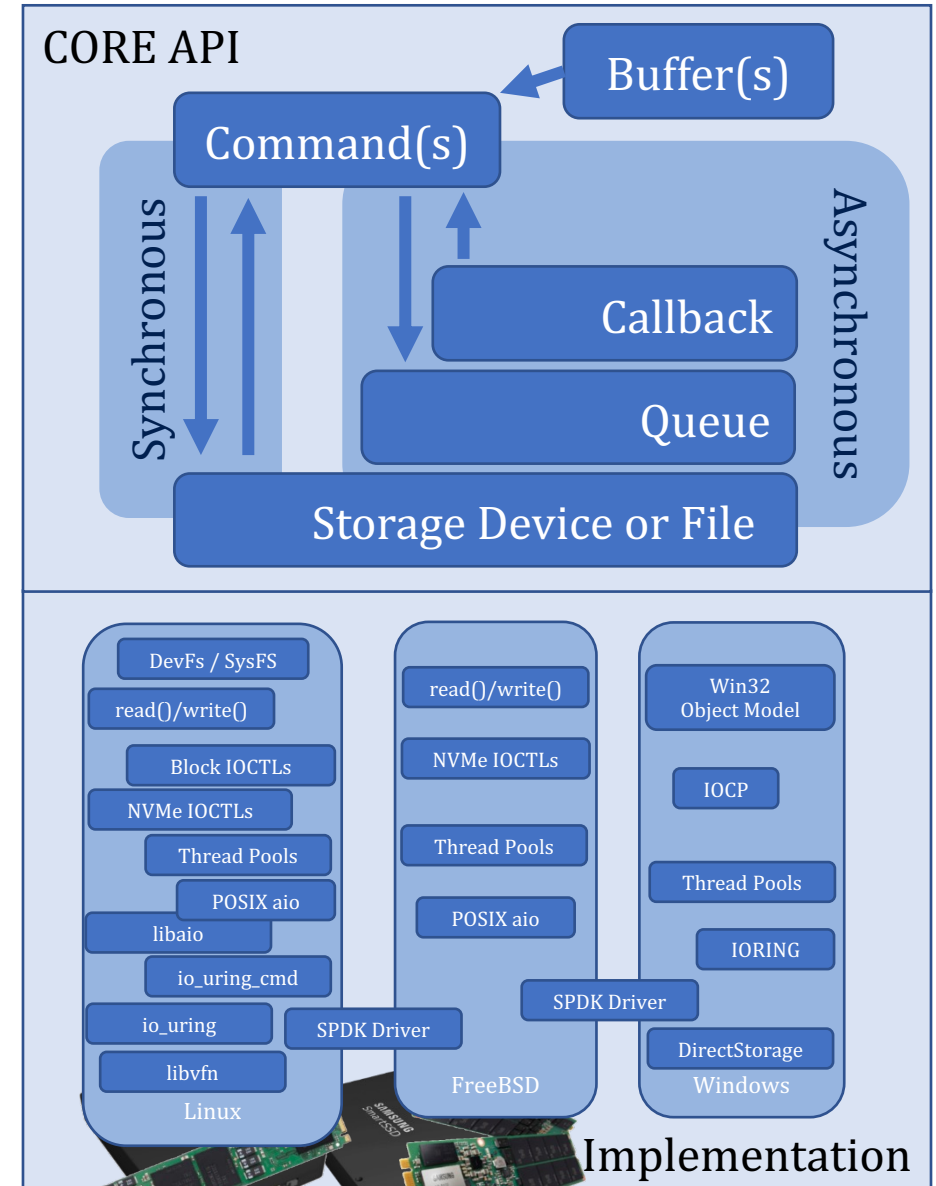 CORE API
Buffer(s)
Command(s)
Synchronous
Asynchronous
Callback
Queue
Storage Device or File
DevFs / SysFS
read()/write()
Block IOCTLs
NVMe IOCTLs
Thread Pools
POSIX aio
libaio
io_uring_cmd
io_uring
SPDK Driver
libvfn
Linux
read()/write()
NVMe IOCTLs
Thread Pools
POSIX aio
SPDK Driver
FreeBSD
Win32
Object Model
IOCP
Thread Pools
IORING
DirectStorage
Windows
SAMSUNG
SmartSSD
Implementation